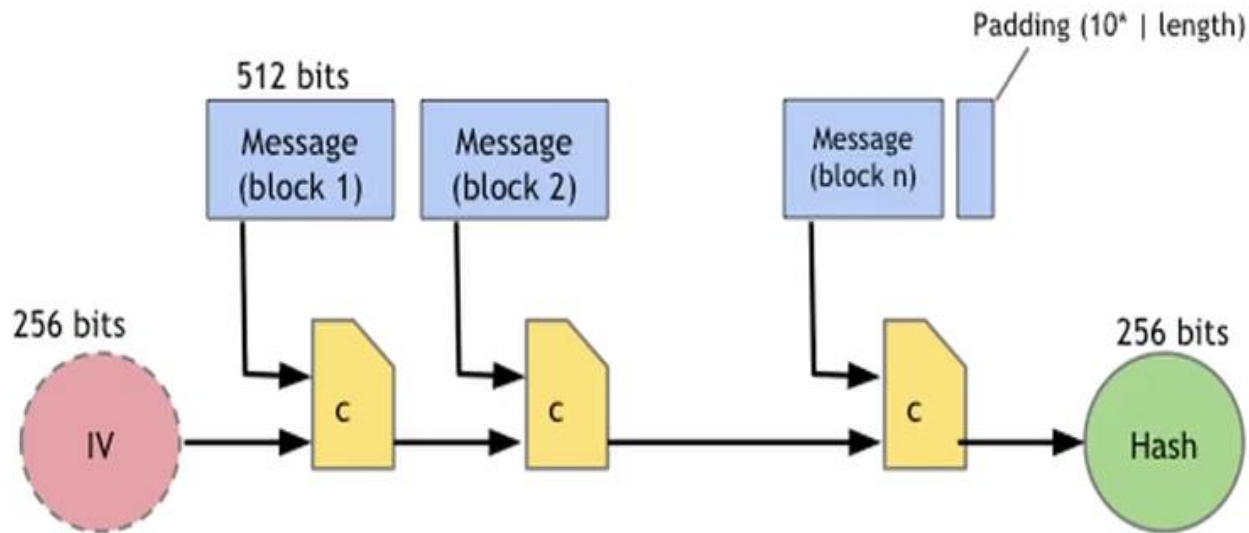 Padding (10* | length)
512 bits
Message
(block 1)
Message
(block 2)
Message
(block n)
256 bits
IV
c
c
c
256 bits
Hash